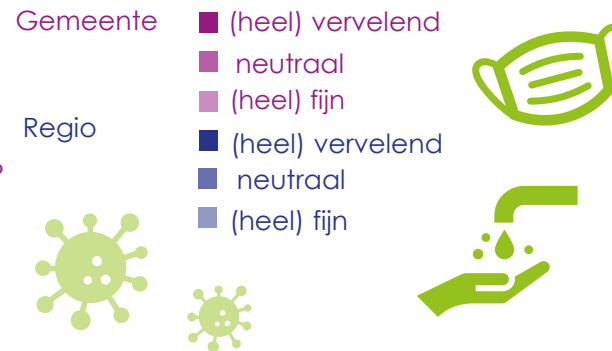 Gemeente
(heel) vervelend
neutraal
(heel) fijn
Regio
(heel) vervelend
neutraal
(heel) fijn